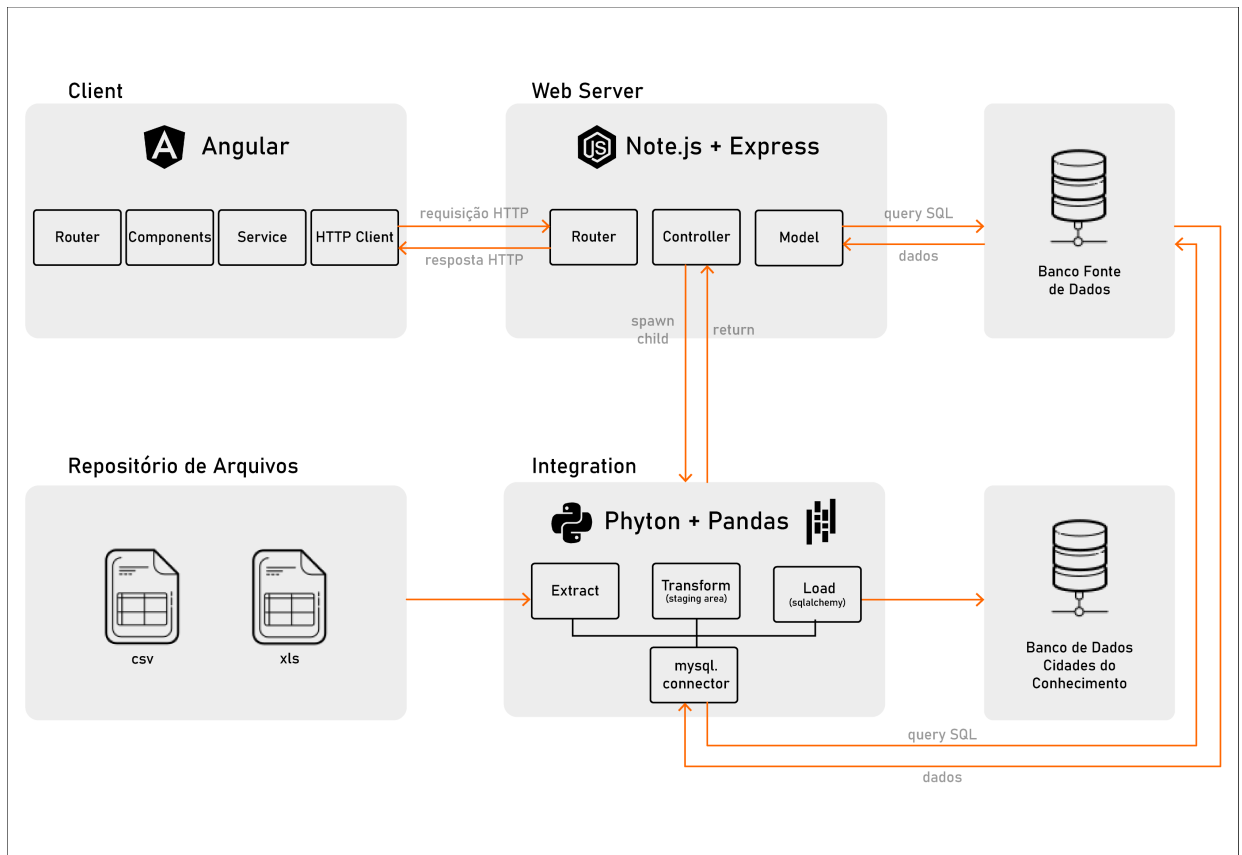 Client
Web Server
Angular
Note.js + Express
Router
Components
Service
HTTP Client
requisição HTTP
resposta HTTP
Router
Controller
Model
query SQL
dados
Banco Fonte
de Dados
spawn
child
return
Repositório de Arquivos
Integration
Phyton + Pandas
csv
xls
Extract
Transform
(staging area)
Load
(sqlalchemy)
mysql.
connector
Banco de Dados
Cidades do
Conhecimento
query SQL
dados